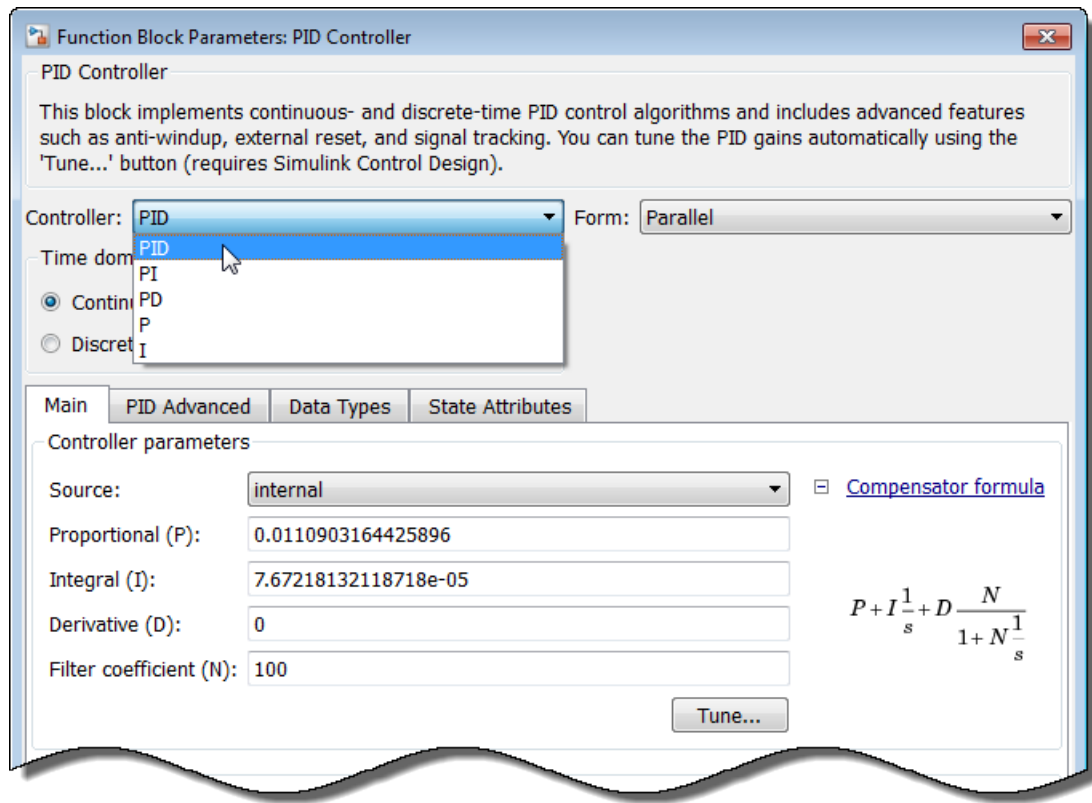 Function Block Parameters: PID Controller
PID Controller
This block implements continuous- and discrete-time PID control algorithms and includes advanced features
such as anti-windup, external reset, and signal tracking. You can tune the PID gains automatically using the
'Tune...' button (requires Simulink Control Design).
Controller: PID Form: Parallel
PID
Time dom
PI
Contin
PD
P
Discret
I
Main PID Advanced Data Types State Attributes
Controller parameters
Source: internal Compensator formula
Proportional (P): 0.0110903164425896
Integral (I): 7.67218132118718e-05
P + I 1/s + D N/(1 + N 1/s)
Derivative (D): 0
Filter coefficient (N): 100
Tune...